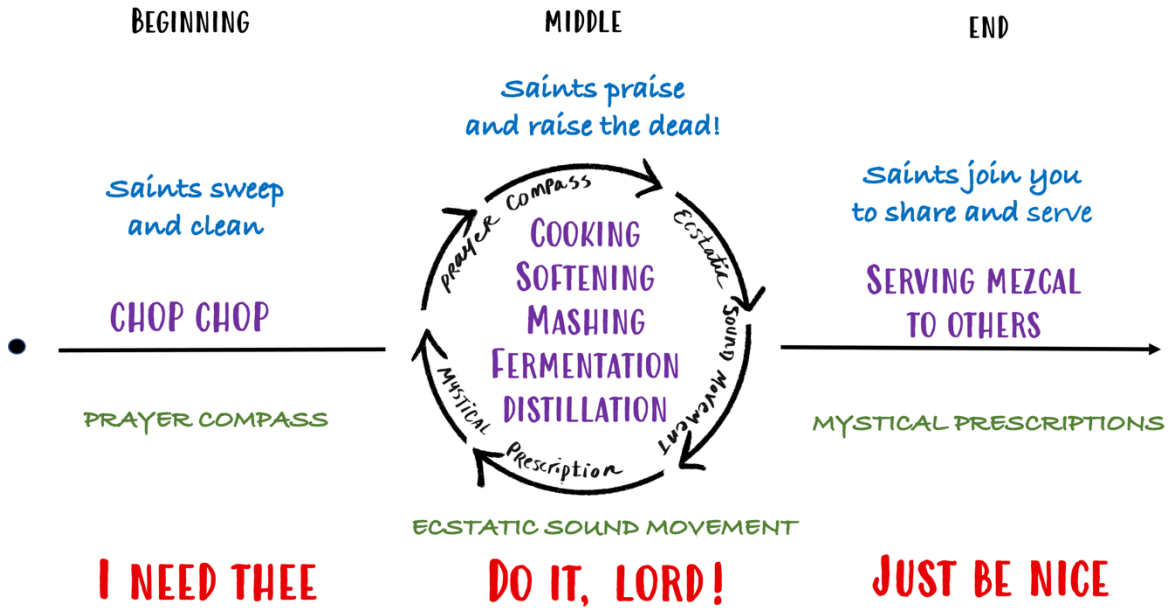 BEGINNING
MIDDLE
END
Saints sweep
and clean
CHOP CHOP
PRAYER COMPASS
I NEED THEE
Saints praise
and raise the dead!
PRAYER COMPASS
Ecstatic SOUND MOVEMENT
MYSTICAL PRescription
COOKING
SOFTENING
MASHING
FERMENTATION
DISTILLATION
ECSTATIC SOUND MOVEMENT
DO IT, LORD!
Saints join you
to share and serve
SERVING MEZCAL
TO OTHERS
MYSTICAL PRESCRIPTIONS
JUST BE NICE